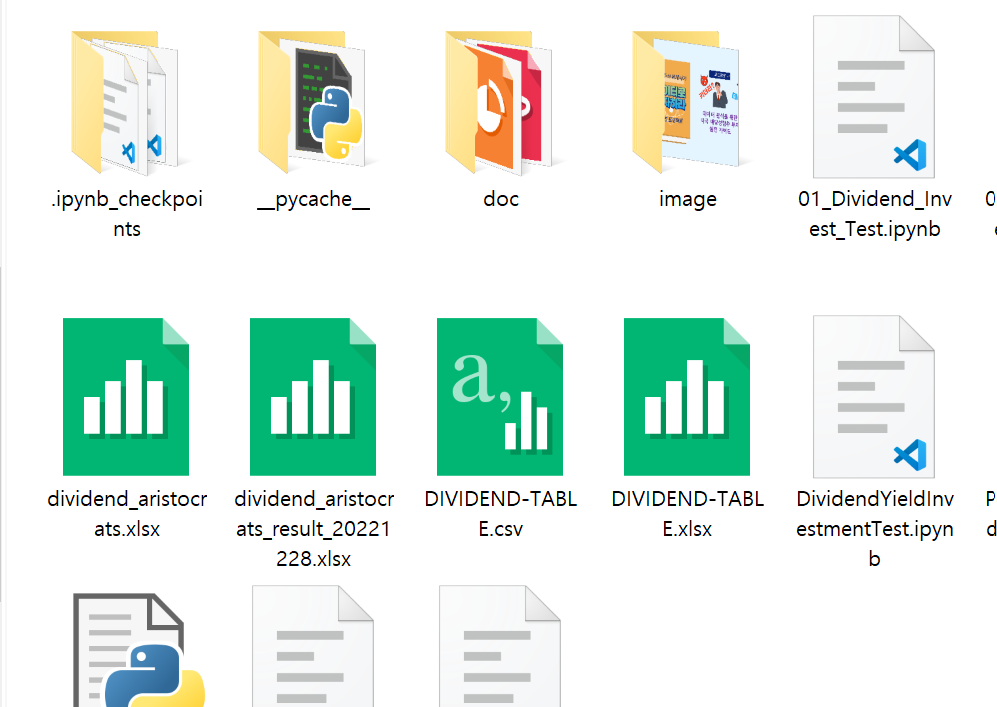 .ipynb_checkpoi
nts
__pycache__
doc
image
01_Dividend_Inv
est_Test.ipynb
dividend_aristocr
ats.xlsx
dividend_aristocr
ats_result_20221
228.xlsx
a,
DIVIDEND-TABL
E.csv
DIVIDEND-TABL
E.xlsx
DividendYieldInv
estmentTest.ipyn
b